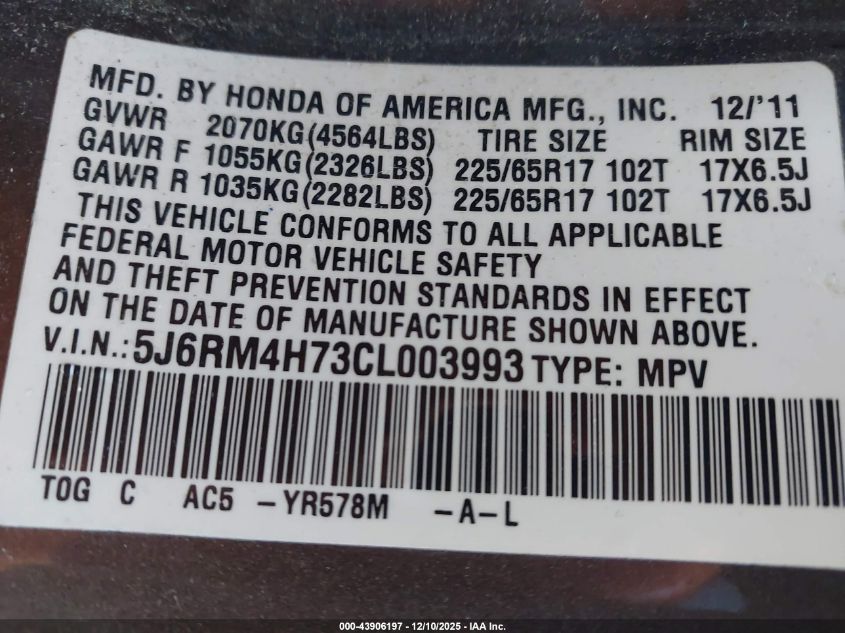 MFD. BY HONDA OF AMERICA MFG., INC. 12/'11
GVWR 2070KG(4564LBS) TIRE SIZE RIM SIZE
GAWR F 1055KG(2326LBS) 225/65R17 102T 17X6.5J
GAWR R 1035KG(2282LBS) 225/65R17 102T 17X6.5J
THIS VEHICLE CONFORMS TO ALL APPLICABLE
FEDERAL MOTOR VEHICLE SAFETY
AND THEFT PREVENTION STANDARDS IN EFFECT
ON THE DATE OF MANUFACTURE SHOWN ABOVE.
V.I.N.: 5J6RM4H73CL003993 TYPE: MPV
TOG C AC5 -YR578M -A-L
000-43906197 - 12/10/2025 - IAA Inc.